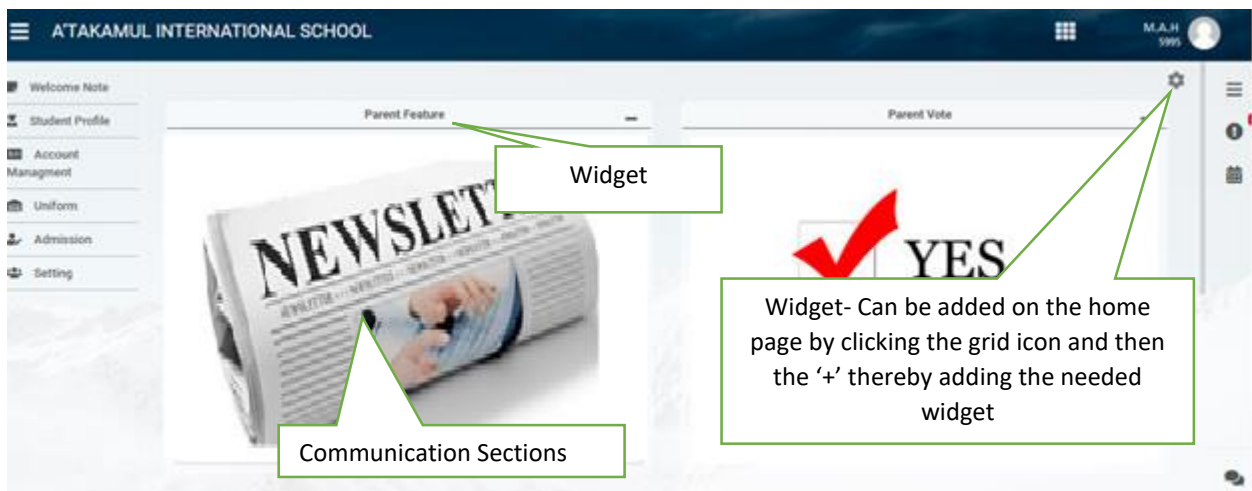 A'TAKAMUL INTERNATIONAL SCHOOL
M.A.H
5995
Welcome Note
Student Profile
Account
Managment
Uniform
Admission
Setting
Parent Feature
Parent Vote
Widget
NEWSLETT
YES
Widget- Can be added on the home
page by clicking the grid icon and then
the ‘+’ thereby adding the needed
widget
Communication Sections